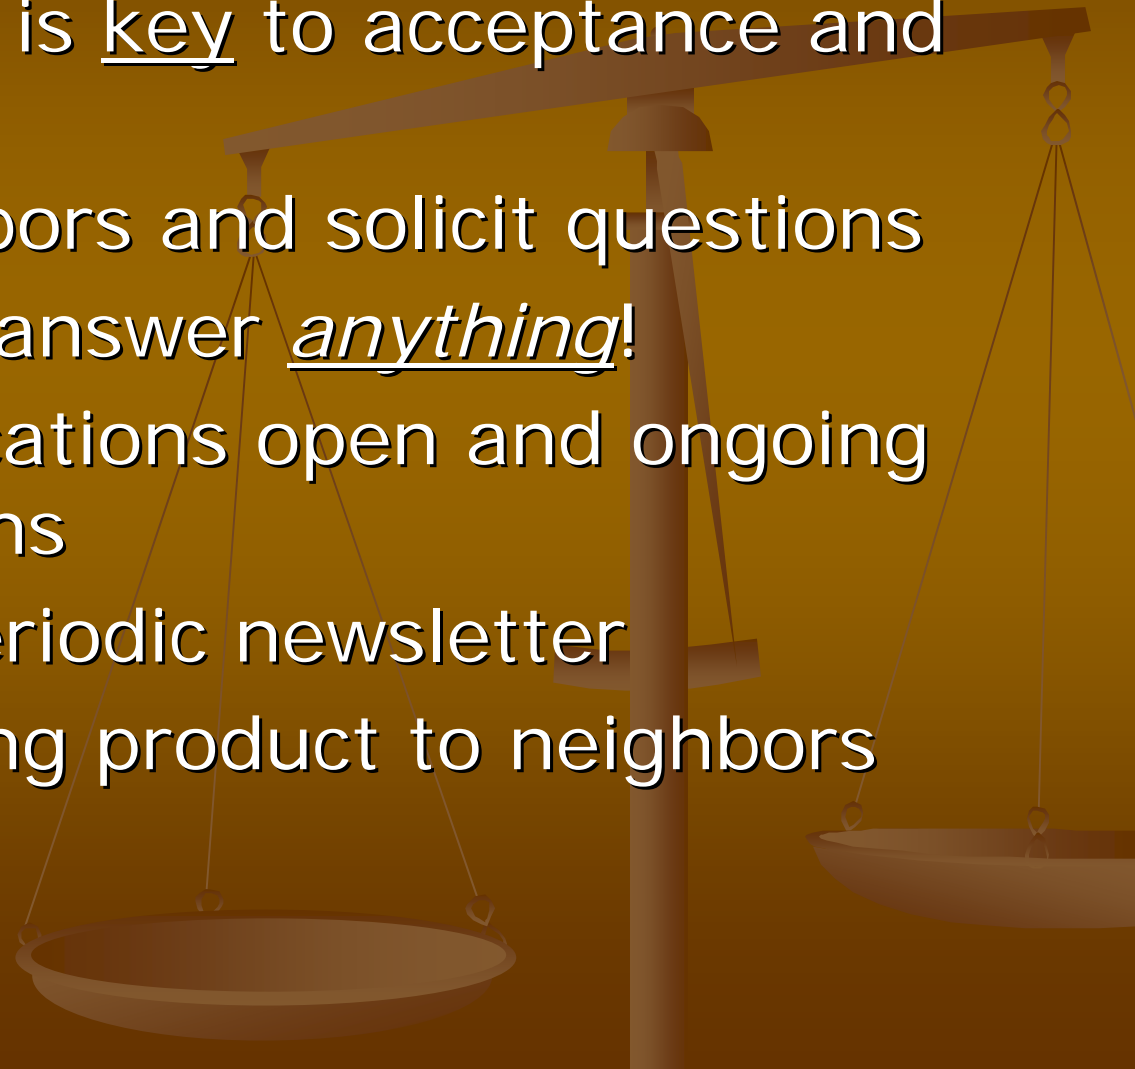 is key to acceptance and
bors and solicit questions
answer anything!
cations open and ongoing
ns
eriodic newsletter
ng product to neighbors